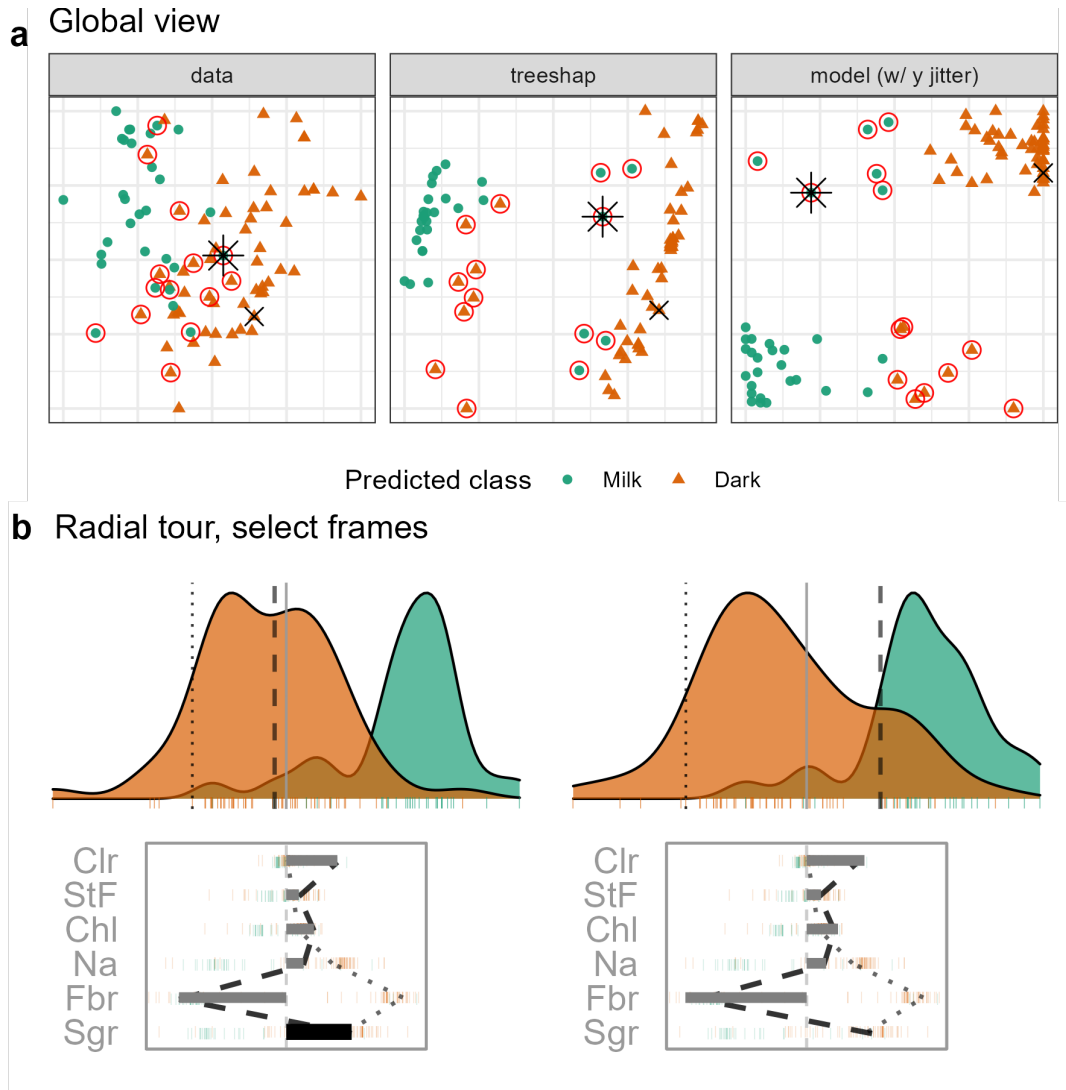 a Global view
data treeshap model (w/ y jitter)
Predicted class Milk Dark
b Radial tour, select frames
Clr Clr
StF StF
Chl Chl
Na Na
Fbr Fbr
Sgr Sgr